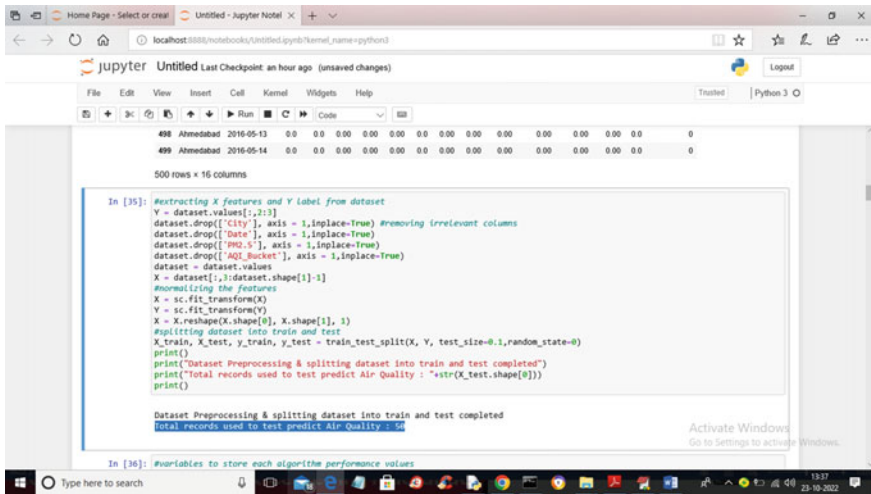 Home Page - Select or creat
Untitled - Jupyter Notel
localhost:8888/notebooks/Untitled.ipynb?kernel_name=python3
jupyter Untitled Last Checkpoint: an hour ago (unsaved changes)
Logout
File Edit View Insert Cell Kernel Widgets Help
Trusted
Python 3
Run
Code
498 Ahmedabad 2016-05-13 0.0 0.0 0.00 0.00 0.00 0.0 0.00 0.00 0.00 0.00 0.00 0.0 0
499 Ahmedabad 2016-05-14 0.0 0.0 0.00 0.00 0.00 0.0 0.00 0.00 0.00 0.00 0.00 0.00 0.0 0
500 rows × 16 columns
In [35]: #extracting X features and Y label from dataset
Y = dataset.values[:,2:3]
dataset.drop(['City'], axis = 1,inplace=True) #removing irrelevant columns
dataset.drop(['Date'], axis = 1,inplace=True)
dataset.drop(['PM2.5'], axis = 1,inplace=True)
dataset.drop(['AQI_Bucket'], axis = 1,inplace=True)
dataset = dataset.values
X = dataset[:,3:dataset.shape[1]-1]
#normalizing the features
X = sc.fit_transform(X)
Y = sc.fit_transform(Y)
X = X.reshape(X.shape[0], X.shape[1], 1)
#splitting dataset into train and test
X_train, X_test, y_train, y_test = train_test_split(X, Y, test_size=0.1,random_state=0)
print()
print("Dataset Preprocessing & splitting dataset into train and test completed")
print("Total records used to test predict Air Quality : "+str(X_test.shape[0]))
print()
Dataset Preprocessing & splitting dataset into train and test completed
Total records used to test predict Air Quality : 50
Activate Windows
Go to Settings to activate Windows.
In [36]: #variables to store each algorithm performance values
Type here to search
13:37
23-10-2022